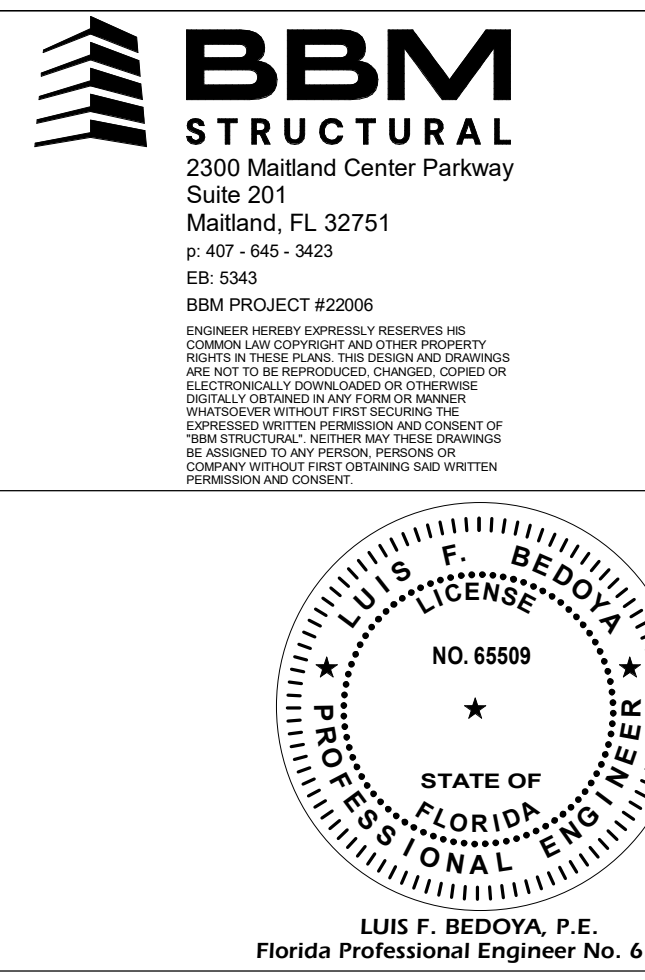 BBM
STRUCTURAL
2300 Maitland Center Parkway
Suite 201
Maitland, FL 32751
p: 407 - 645 - 3423
EB: 5343
BBM PROJECT #22006
ENGINEER HEREBY EXPRESSLY RESERVES HIS
COMMON LAW COPYRIGHT AND OTHER PROPERTY
RIGHTS IN THESE PLANS. THIS DESIGN AND DRAWINGS
ARE NOT TO BE REPRODUCED, CHANGED, COPIED OR
ELECTRONICALLY DOWNLOADED OR OTHERWISE
DIGITALLY OBTAINED IN ANY FORM OR MANNER
WHATSOEVER WITHOUT FIRST SECURING THE
EXPRESSED WRITTEN PERMISSION AND CONSENT OF
"BBM STRUCTURAL". NEITHER MAY THESE DRAWINGS
BE ASSIGNED TO ANY PERSON, PERSONS OR
COMPANY WITHOUT FIRST OBTAINING SAID WRITTEN
PERMISSION AND CONSENT.
LUIS F. BEDOYA
LICENSE
NO. 65509
STATE OF
FLORIDA
PROFESSIONAL ENGINEER
LUIS F. BEDOYA, P.E.
Florida Professional Engineer No. 6